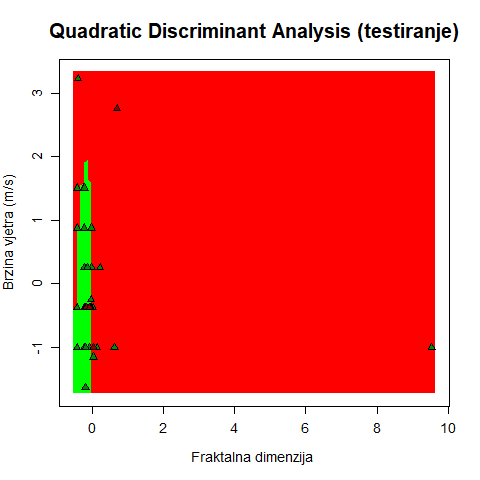 Quadratic Discriminant Analysis (testiranje)
Brzina vjetra (m/s)
3
2
1
0
-1
0 2 4 6 8 10
Fraktalna dimenzija